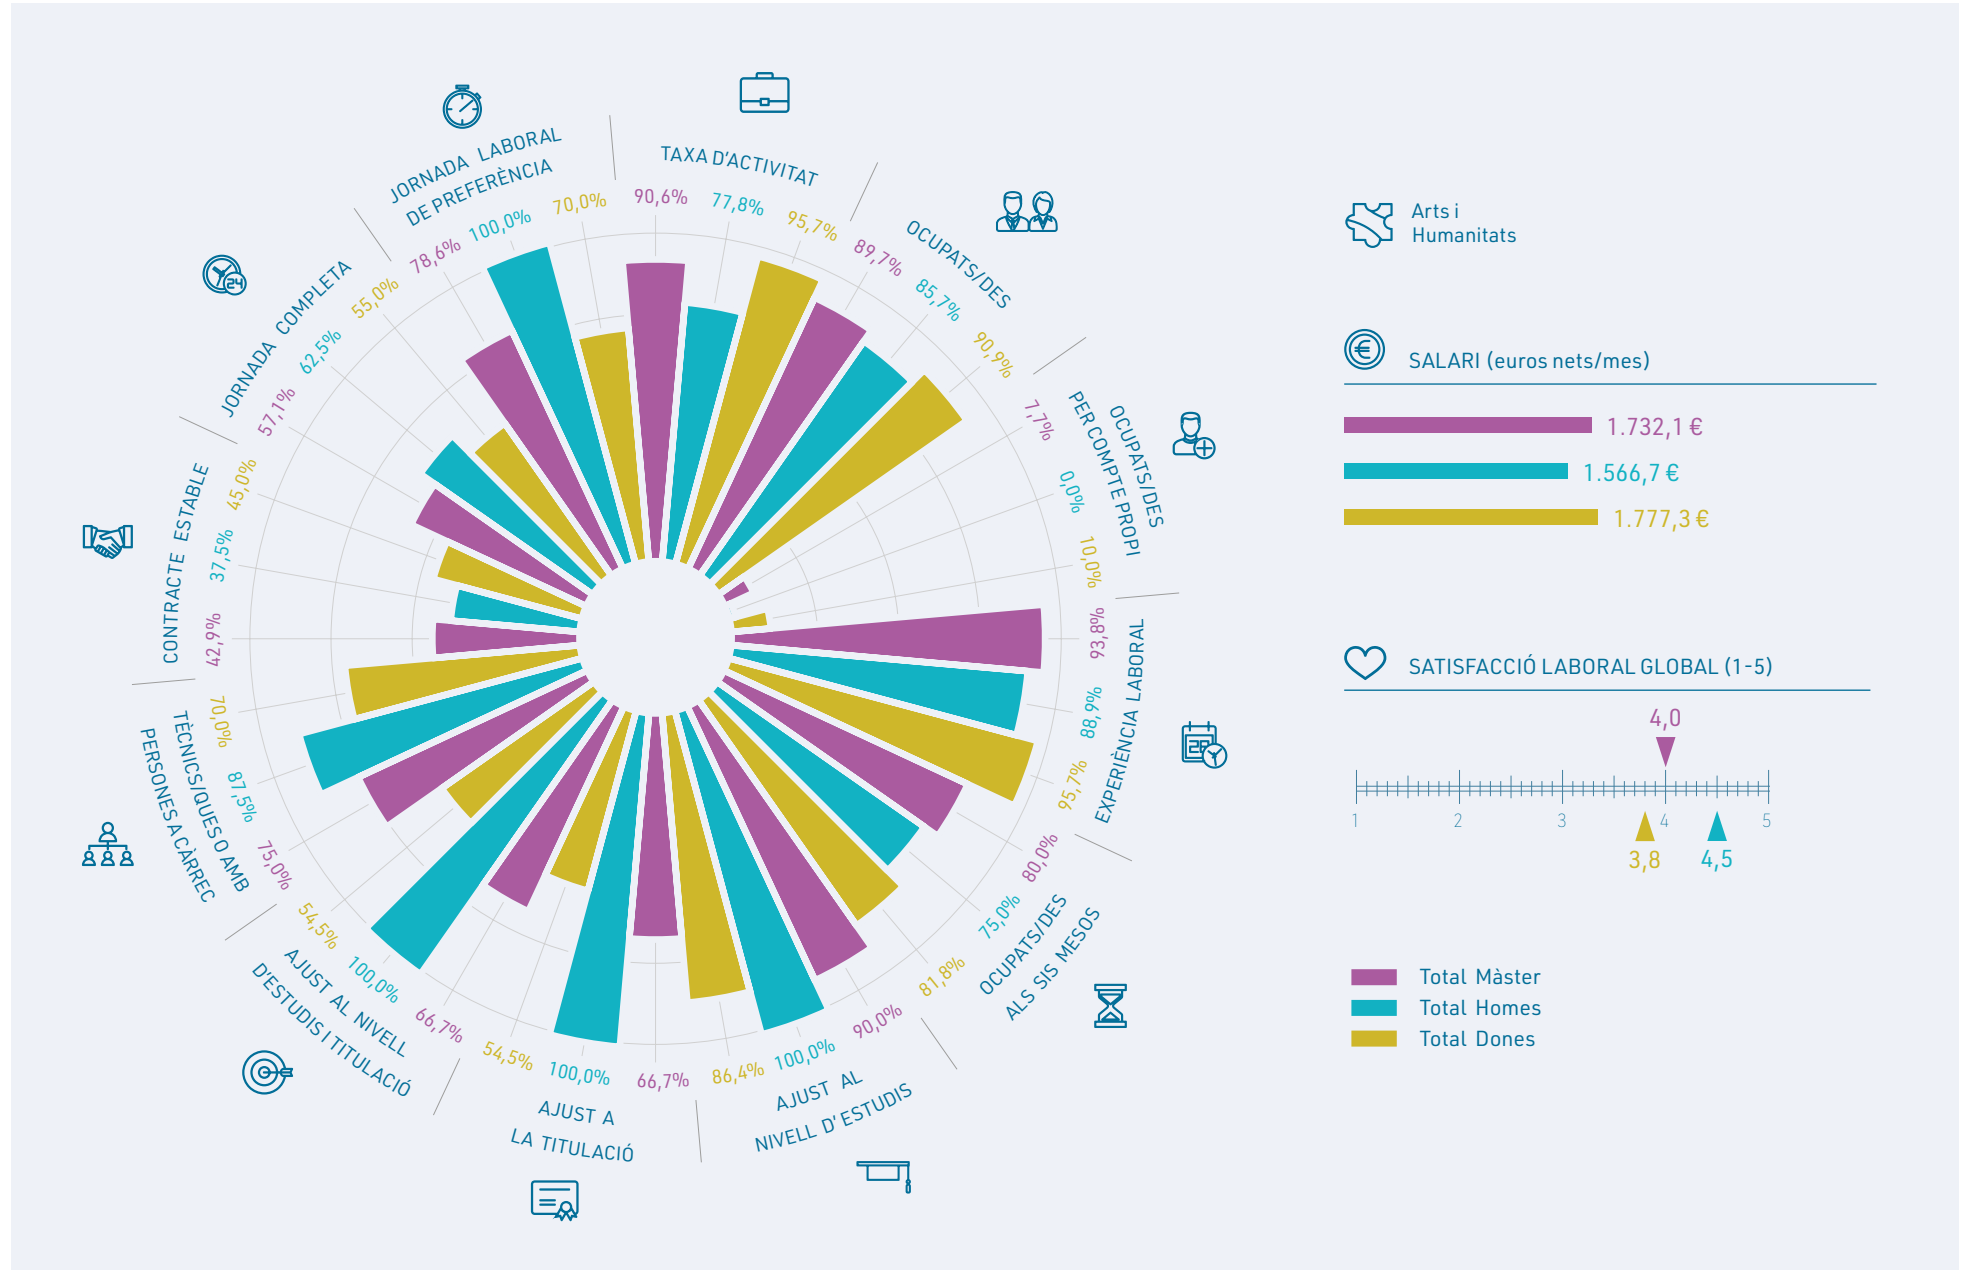 TAXA D'ACTIVITAT
90,6%
77,8%
95,7%
OCUPATS/DES
89,7%
85,7%
90,9%
OCUPATS/DES
PER COMPTE PROPI
7,7%
0,0%
10,0%
EXPERIÈNCIA LABORAL
93,8%
88,9%
95,7%
OCUPATS/DES
ALS SIS MESOS
80,0%
75,0%
81,8%
AJUST AL
NIVELL D'ESTUDIS
90,0%
100,0%
86,4%
AJUST A
LA TITULACIÓ
66,7%
100,0%
54,5%
AJUST AL NIVELL
D'ESTUDIS I TITULACIÓ
66,7%
100,0%
54,5%
TÈCNICS/QUES O AMB
PERSONES A CÀRREC
75,0%
87,5%
70,0%
CONTRACTE ESTABLE
42,9%
37,5%
45,0%
JORNADA COMPLETA
57,1%
62,5%
55,0%
24
JORNADA LABORAL
DE PREFERÈNCIA
78,6%
100,0%
70,0%
Arts i
Humanitats
€
SALARI (euros nets/mes)
1.732,1 €
1.566,7 €
1.777,3 €
SATISFACCIÓ LABORAL GLOBAL (1-5)
4,0
1 2 3 4 5
3,8 4,5
Total Màster
Total Homes
Total Dones